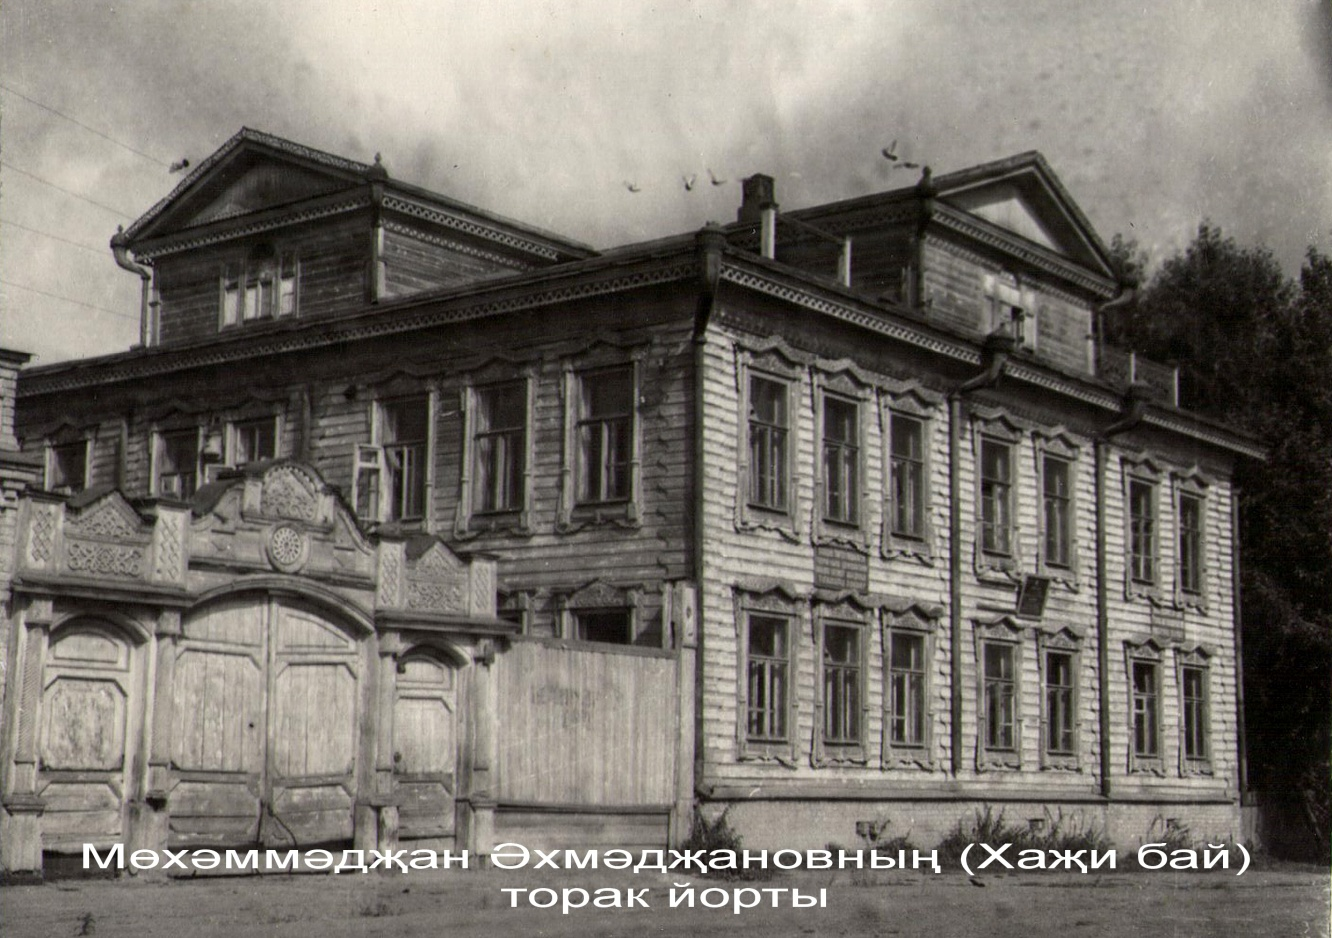 Мөхәммәдҗан Әхмәдҗановның (Хаҗи бай)
торак йорты